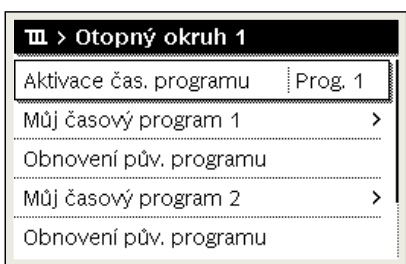 > Otopný okruh 1
Aktivace čas. programu Prog. 1
Můj časový program 1 >
Obnovení pův. programu
Můj časový program 2 >
Obnovení pův. programu